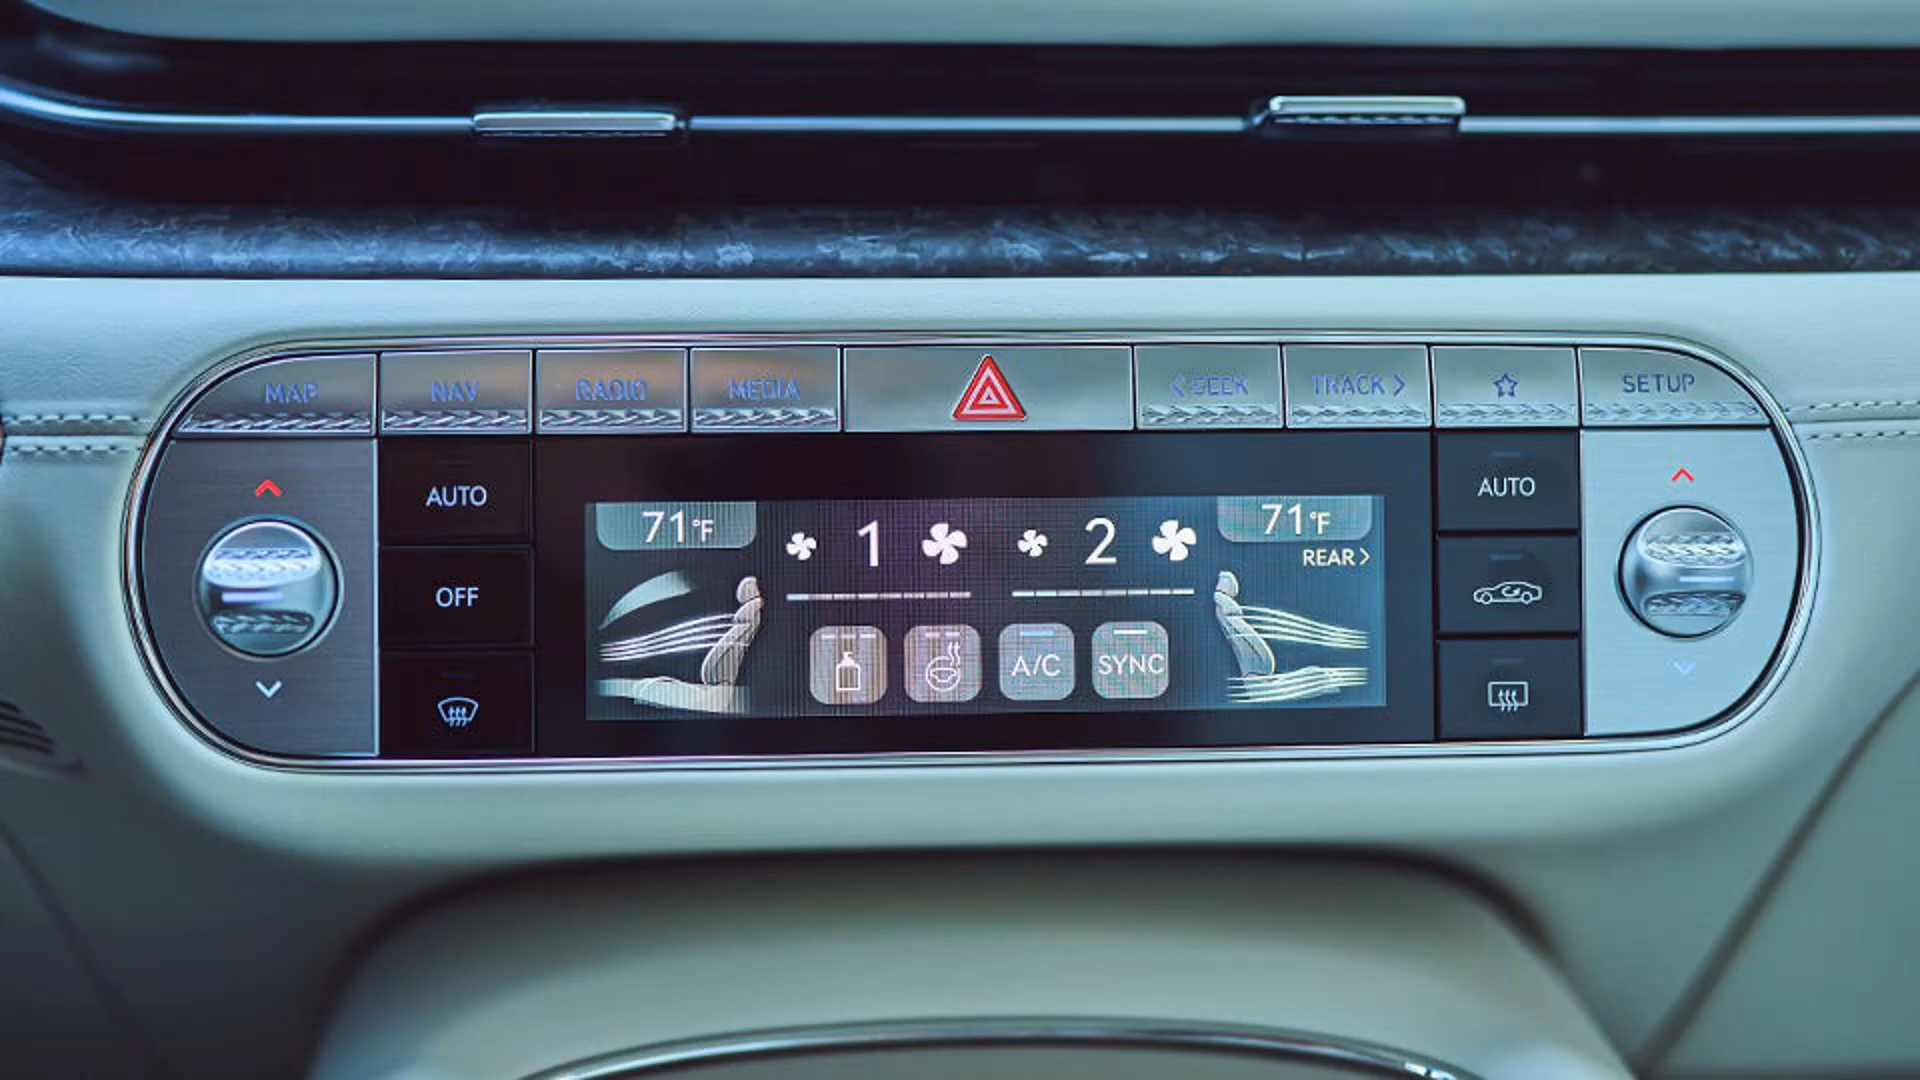 MAP NAV RADIO MEDIA < SEEK TRACK > SETUP
AUTO
OFF
71°F
1
2
71°F
REAR >
A/C
SYNC
AUTO